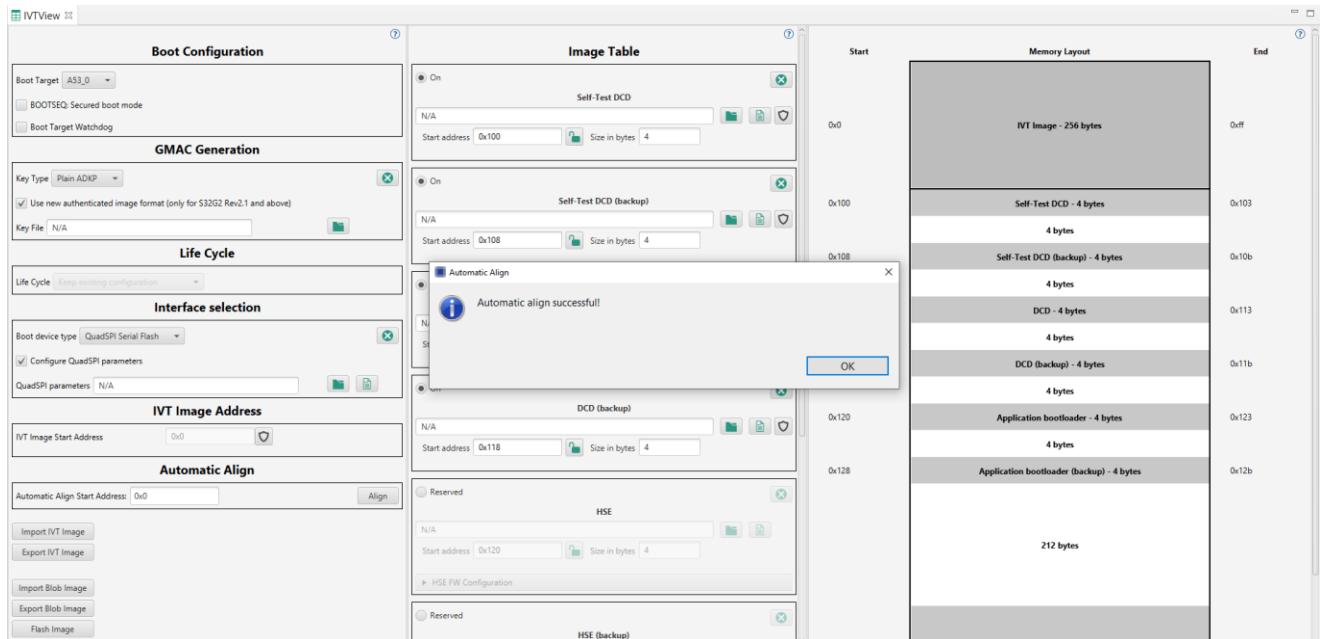 IVTView
Boot Configuration
Boot Target A53_0
BOOTSEQ: Secured boot mode
Boot Target Watchdog
GMAC Generation
Key Type Plain ADKP
Use new authenticated image format (only for S32G2 Rev2.1 and above)
Key File N/A
Life Cycle
Life Cycle Keep existing configuration
Interface selection
Boot device type QuadSPI Serial Flash
Configure QuadSPI parameters
QuadSPI parameters N/A
IVT Image Address
IVT Image Start Address 0x0
Automatic Align
Automatic Align Start Address: 0x0 Align
Import IVT Image
Export IVT Image
Import Blob Image
Export Blob Image
Flash Image
Image Table
On
Self-Test DCD
N/A
Start address 0x100 Size in bytes 4
On
Self-Test DCD (backup)
N/A
Start address 0x108 Size in bytes 4
Automatic Align
Automatic align successful!
OK
DCD (backup)
N/A
Start address 0x118 Size in bytes 4
Reserved
HSE
N/A
Start address 0x120 Size in bytes 4
HSE FW Configuration
Reserved
HSE (backup)
Start Memory Layout End
0x0 IVT Image - 256 bytes 0xff
0x100 Self-Test DCD - 4 bytes 0x103
4 bytes
0x108 Self-Test DCD (backup) - 4 bytes 0x10b
4 bytes
DCD - 4 bytes 0x113
4 bytes
DCD (backup) - 4 bytes 0x11b
4 bytes
0x120 Application bootloader - 4 bytes 0x123
4 bytes
0x128 Application bootloader (backup) - 4 bytes 0x12b
212 bytes